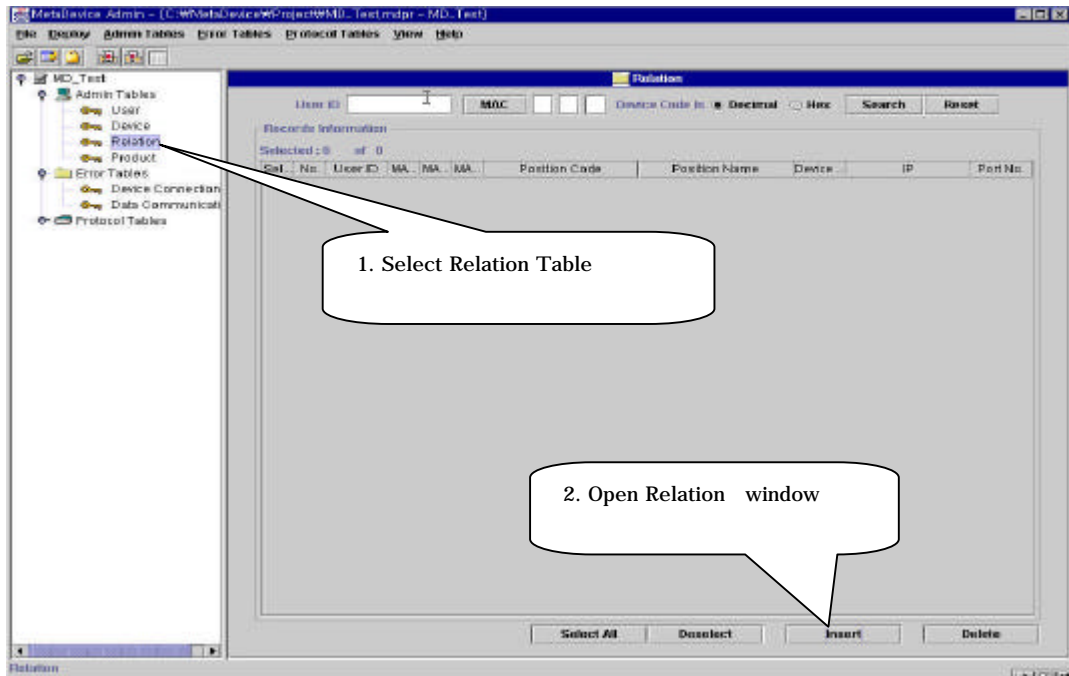 MetaDevice Admin - [C:₩MetaDevice₩Project₩MD_Test.mdpr - MD_Test]
File Display Admin Tables Error Tables Protocol Tables View Help
MD_Test
Admin Tables
User
Device
Relation
Product
Error Tables
Device Connection
Data Communicati
Protocol Tables
Relation
User ID MAC Device Code In Decimal Hex Search Reset
Records Information
Selected : 0 of 0
Sel.. No. User ID MA.. MA.. MA.. Position Code Position Name Device .. IP Port No.
1. Select Relation Table
2. Open Relation window
Select All Deselect Insert Delete
Relation